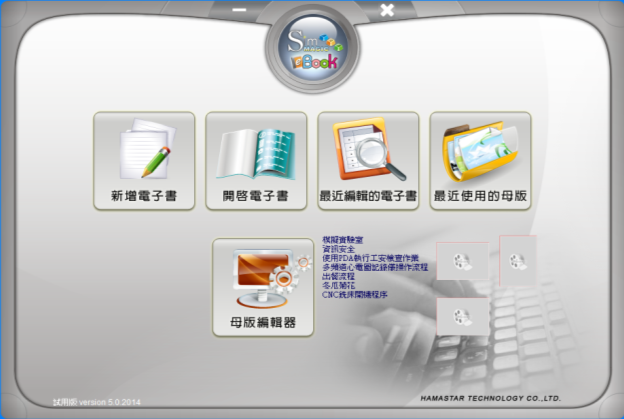 SimMAGIC
eBook
新增電子書
開啓電子書
最近編輯的電子書
最近使用的母版
母版編輯器
模擬實驗室
資訊安全
使用PDA執行工安檢查作業
多頻道心電圖記錄儀操作流程
出餐流程
冬瓜菊花
CNC銑床開機程序
試用版 version 5.0.2014
HAMASTAR TECHNOLOGY CO.,LTD.